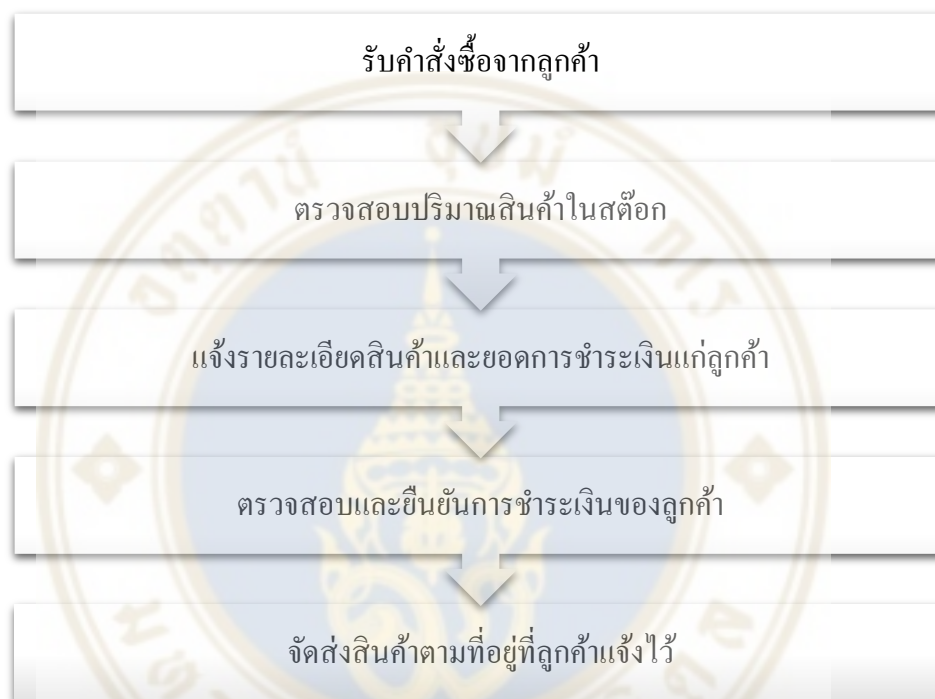 รับคำสั่งซื้อจากลูกค้า
ตรวจสอบปริมาณสินค้าในสต๊อก
แจ้งรายละเอียดสินค้าและยอดการชำระเงินแก่ลูกค้า
ตรวจสอบและยืนยันการชำระเงินของลูกค้า
จัดส่งสินค้าตามที่อยู่ที่ลูกค้าแจ้งไว้